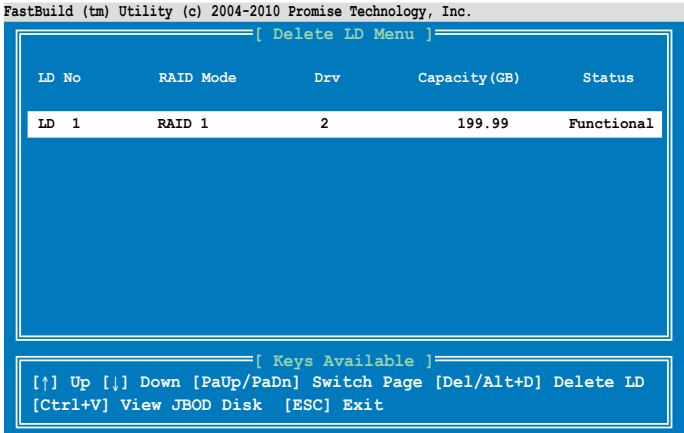 FastBuild (tm) Utility (c) 2004-2010 Promise Technology, Inc.
[ Delete LD Menu ]
LD No RAID Mode Drv Capacity(GB) Status
LD 1 RAID 1 2 199.99 Functional
[ Keys Available ]
[↑] Up [↓] Down [PaUp/PaDn] Switch Page [Del/Alt+D] Delete LD
[Ctrl+V] View JBOD Disk [ESC] Exit